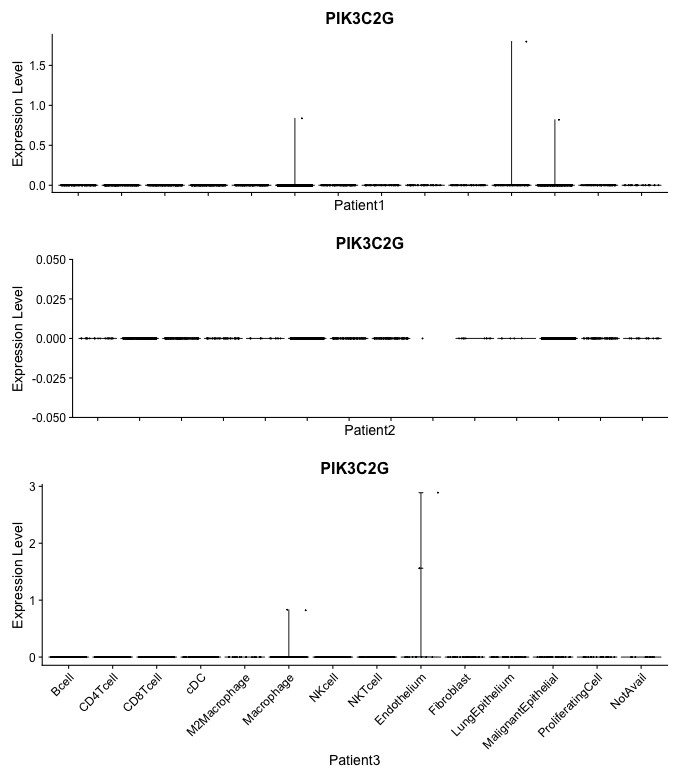 PIK3C2G
Expression Level
1.5
1.0
0.5
0.0
Patient1
PIK3C2G
Expression Level
0.050
0.025
0.000
-0.025
-0.050
Patient2
PIK3C2G
Expression Level
3
2
1
0
Bcell
CD4Tcell
CD8Tcell
cDC
M2Macrophage
Macrophage
NKcell
NKTcell
Endothelium
Fibroblast
LungEpithelium
MalignantEpithelial
ProliferatingCell
NotAvail
Patient3